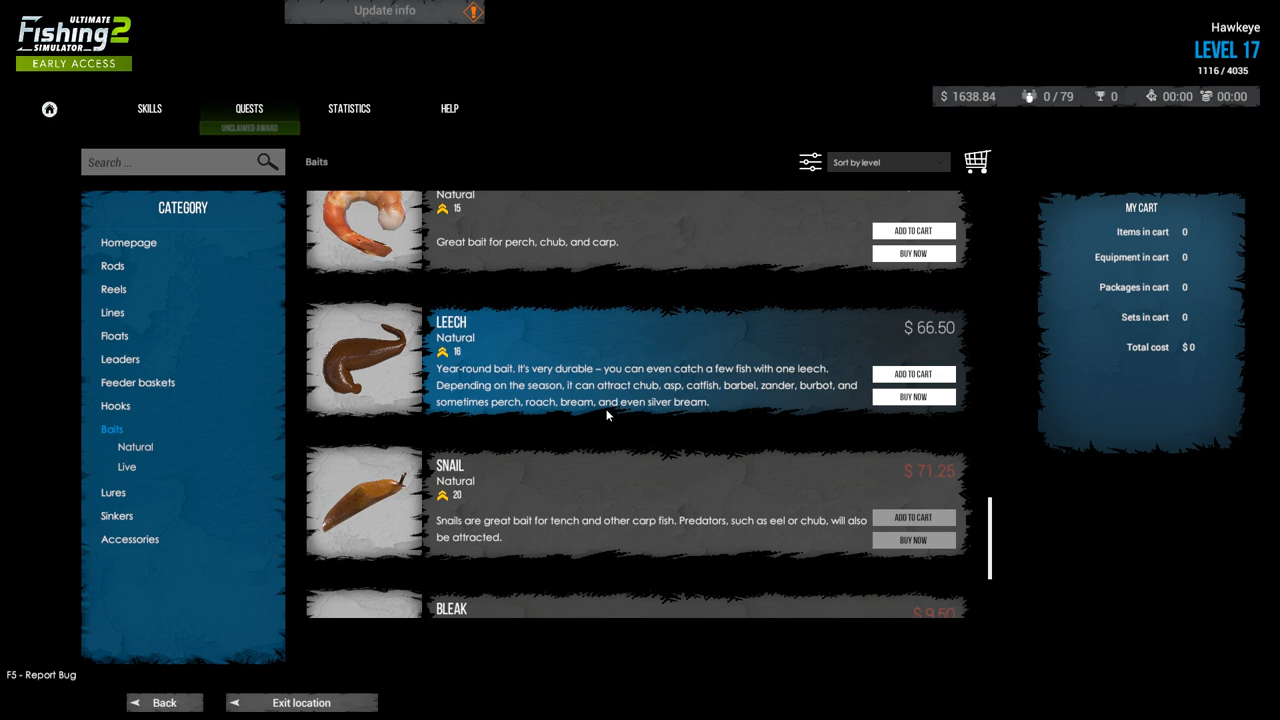 Update info
ULTIMATE
Fishing 2
SIMULATOR
EARLY ACCESS
Hawkeye
LEVEL 17
1116 / 4035
$ 1638.84 0 / 79 0 00:00 00:00
SKILLS QUESTS STATISTICS HELP
UNCLAIMED AWARD
Search ...
Baits
Sort by level
CATEGORY
Homepage
Rods
Reels
Lines
Floats
Leaders
Feeder baskets
Hooks
Baits
Natural
Live
Lures
Sinkers
Accessories
Natural
15
Great bait for perch, chub, and carp.
ADD TO CART
BUY NOW
LEECH
$ 66.50
Natural
16
Year-round bait. It's very durable – you can even catch a few fish with one leech.
Depending on the season, it can attract chub, asp, catfish, barbel, zander, burbot, and
sometimes perch, roach, bream, and even silver bream.
ADD TO CART
BUY NOW
SNAIL
$ 71.25
Natural
20
Snails are great bait for tench and other carp fish. Predators, such as eel or chub, will also
be attracted.
ADD TO CART
BUY NOW
BLEAK
$ 9.50
MY CART
Items in cart 0
Equipment in cart 0
Packages in cart 0
Sets in cart 0
Total cost $ 0
F5 - Report Bug
Back
Exit location